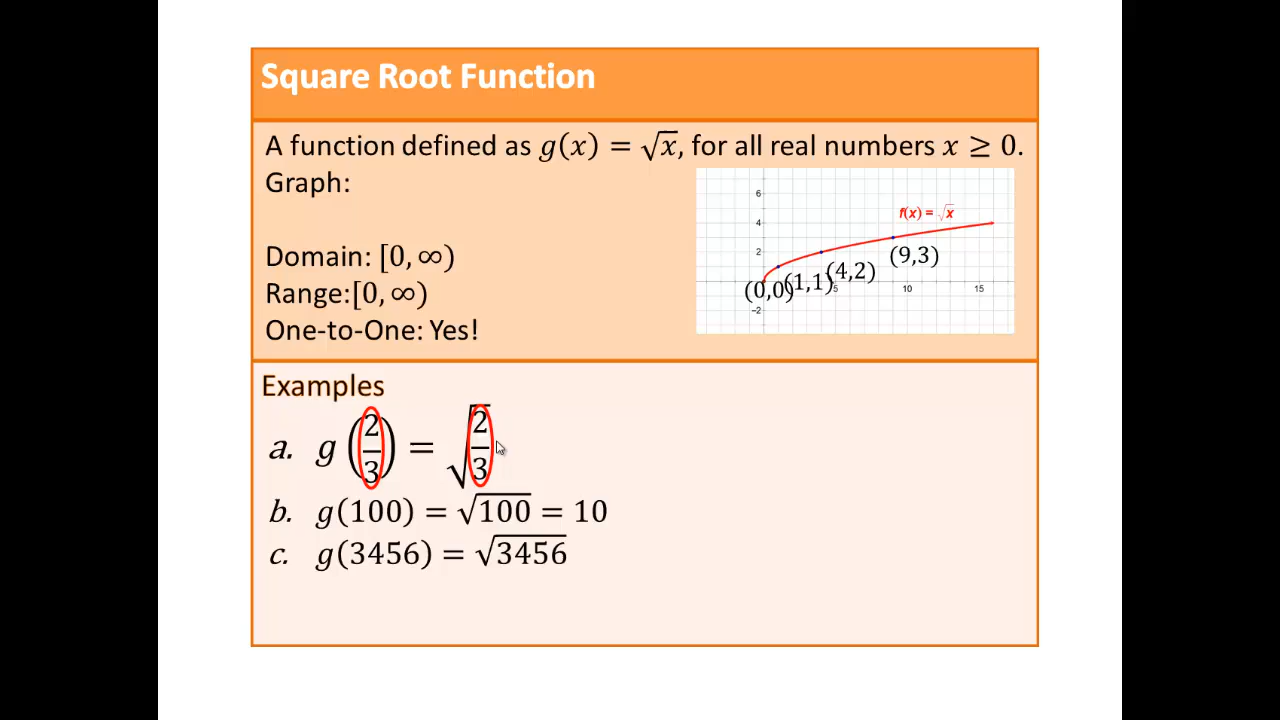 Square Root Function
A function defined as g(x) = √x, for all real numbers x ≥ 0.
Graph:
6
4
f(x) = √x
2
(9,3)
(4,2)
(1,1)
(0,0)
5
10
15
−2
Domain: [0, ∞)
Range:[0, ∞)
One-to-One: Yes!
Examples
a. g(2/3) = √(2/3)
b. g(100) = √100 = 10
c. g(3456) = √3456